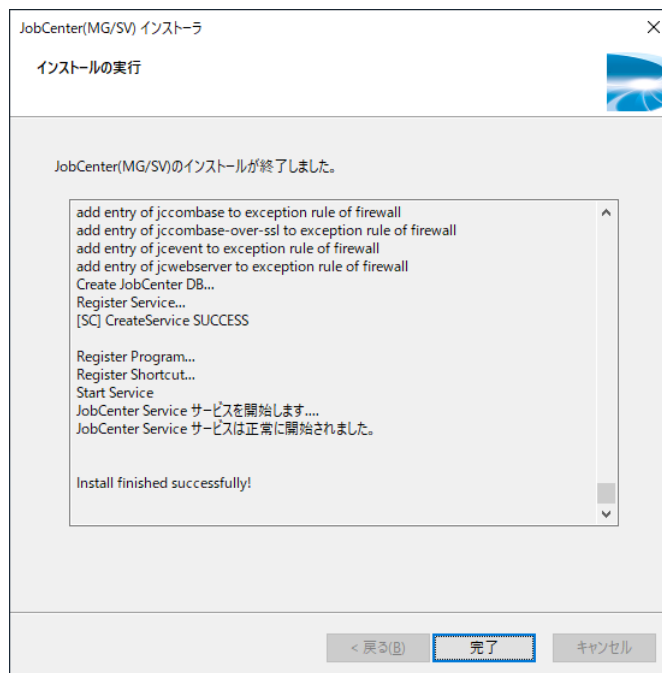 JobCenter(MG/SV) インストーラ
インストールの実行
JobCenter(MG/SV)のインストールが終了しました。
add entry of jccombase to exception rule of firewall
add entry of jccombase-over-ssl to exception rule of firewall
add entry of jcevent to exception rule of firewall
add entry of jcwebserver to exception rule of firewall
Create JobCenter DB...
Register Service...
[SC] CreateService SUCCESS
Register Program...
Register Shortcut...
Start Service
JobCenter Service サービスを開始します....
JobCenter Service サービスは正常に開始されました。
Install finished successfully!
< 戻る(B)
完了
キャンセル